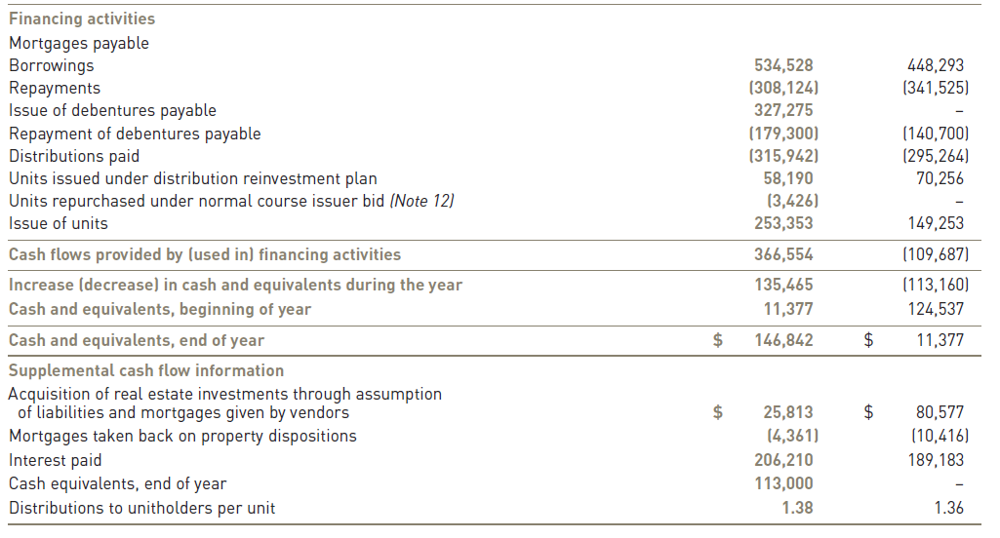 Financing activities
Mortgages payable
Borrowings 534,528 448,293
Repayments (308,124) (341,525)
Issue of debentures payable 327,275 –
Repayment of debentures payable (179,300) (140,700)
Distributions paid (315,942) (295,264)
Units issued under distribution reinvestment plan 58,190 70,256
Units repurchased under normal course issuer bid (Note 12) (3,426) –
Issue of units 253,353 149,253
Cash flows provided by (used in) financing activities 366,554 (109,687)
Increase (decrease) in cash and equivalents during the year 135,465 (113,160)
Cash and equivalents, beginning of year 11,377 124,537
Cash and equivalents, end of year $ 146,842 $ 11,377
Supplemental cash flow information
Acquisition of real estate investments through assumption
of liabilities and mortgages given by vendors $ 25,813 $ 80,577
Mortgages taken back on property dispositions (4,361) (10,416)
Interest paid 206,210 189,183
Cash equivalents, end of year 113,000 –
Distributions to unitholders per unit 1.38 1.36